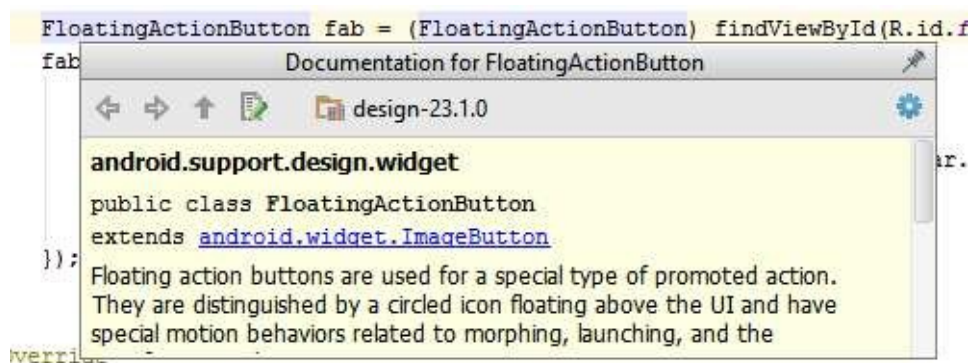 FloatingActionButton fab = (FloatingActionButton) findViewById(R.id.f
fab
Documentation for FloatingActionButton
design-23.1.0
android.support.design.widget
ar.
public class FloatingActionButton
extends android.widget.ImageButton
});
Floating action buttons are used for a special type of promoted action.
They are distinguished by a circled icon floating above the UI and have
special motion behaviors related to morphing, launching, and the